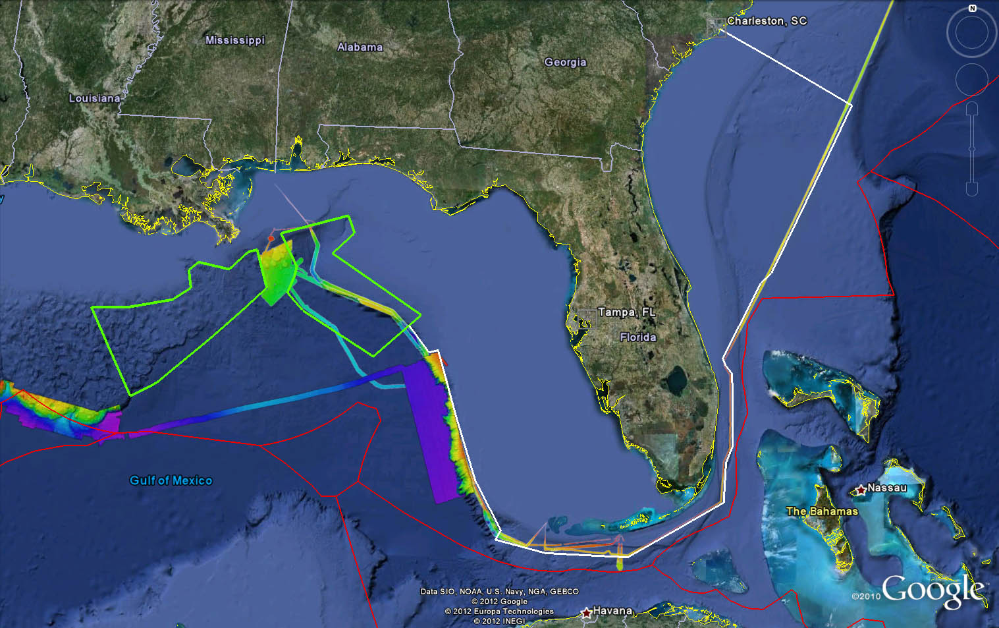 N
Charleston, SC
Mississippi
Alabama
Georgia
Louisiana
y
Tampa, FL
Florida
Gulf of Mexico
Nassau
The Bahamas
Data SIO, NOAA, U.S. Navy, NGA, GEBCO
© 2012 Google
© 2012 Europa Technologies
© 2012 INEGI
Havana
©2010 Google™